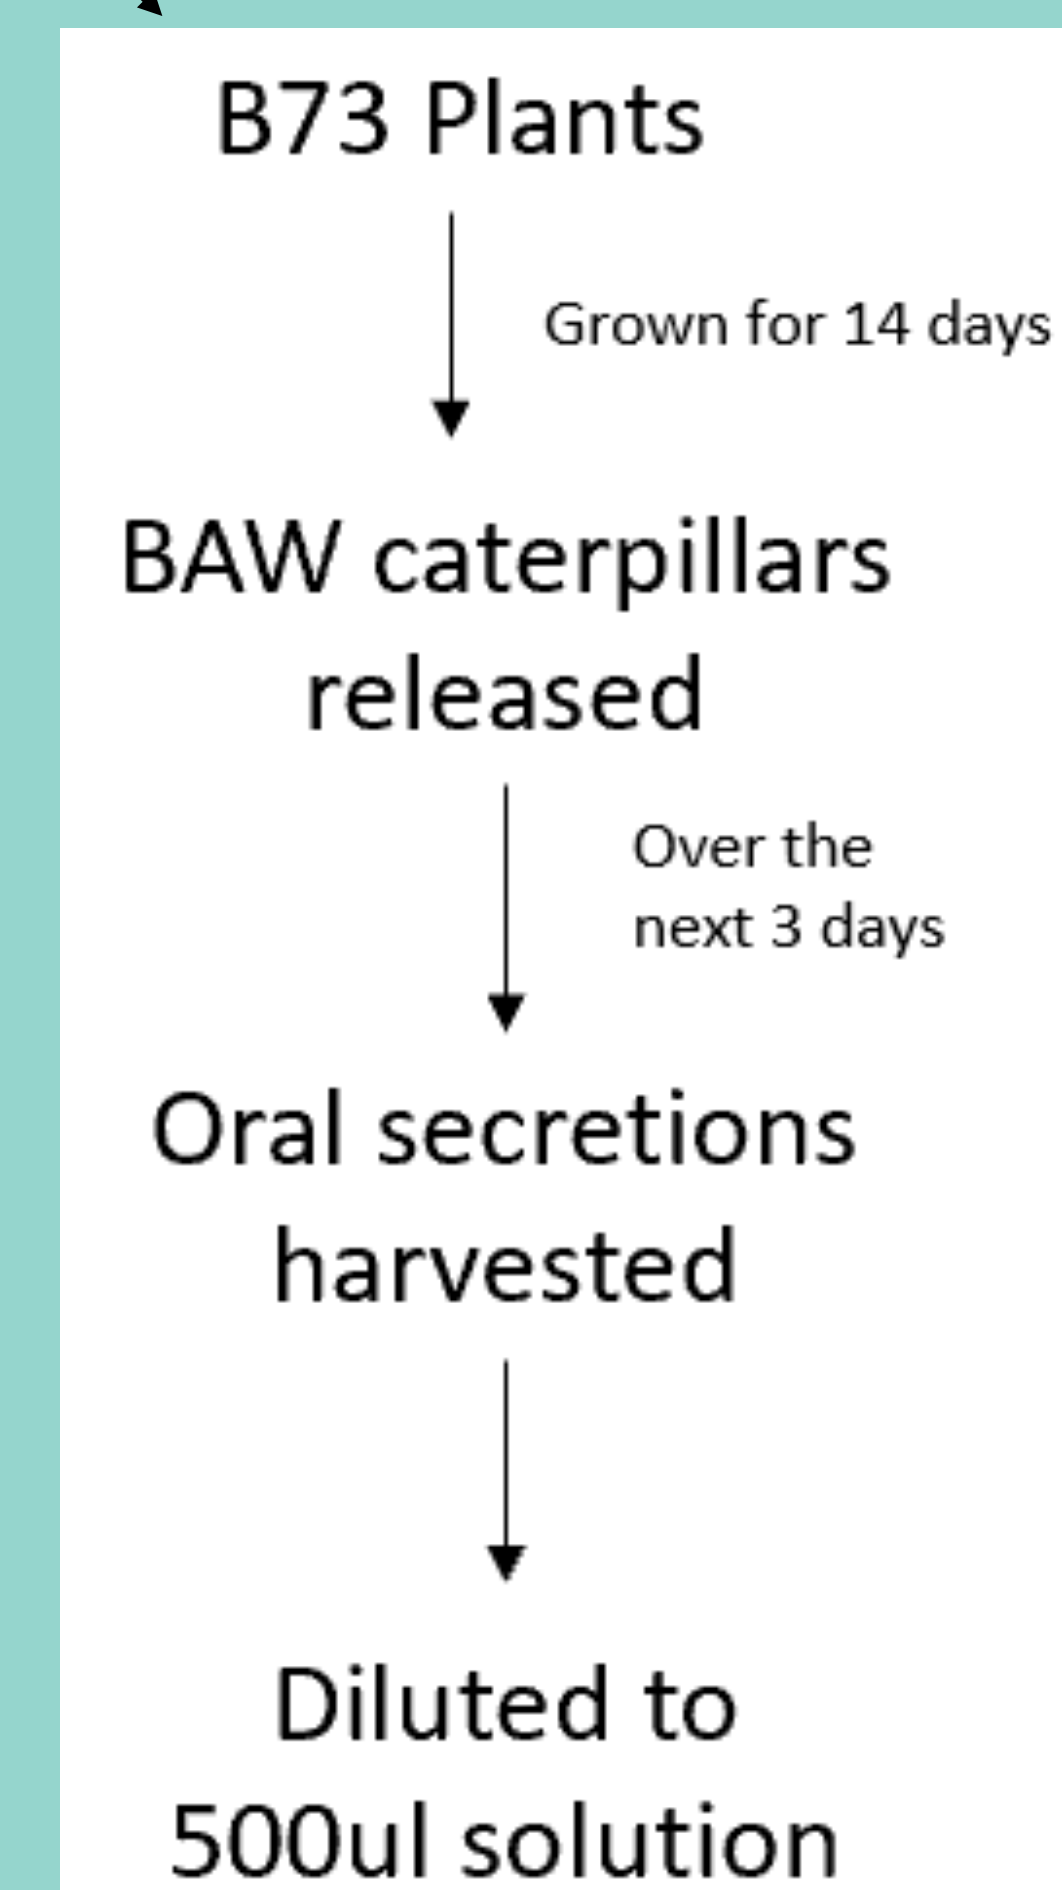 B73 Plants
Grown for 14 days
BAW caterpillars
released
Over the
next 3 days
Oral secretions
harvested
Diluted to
500ul solution